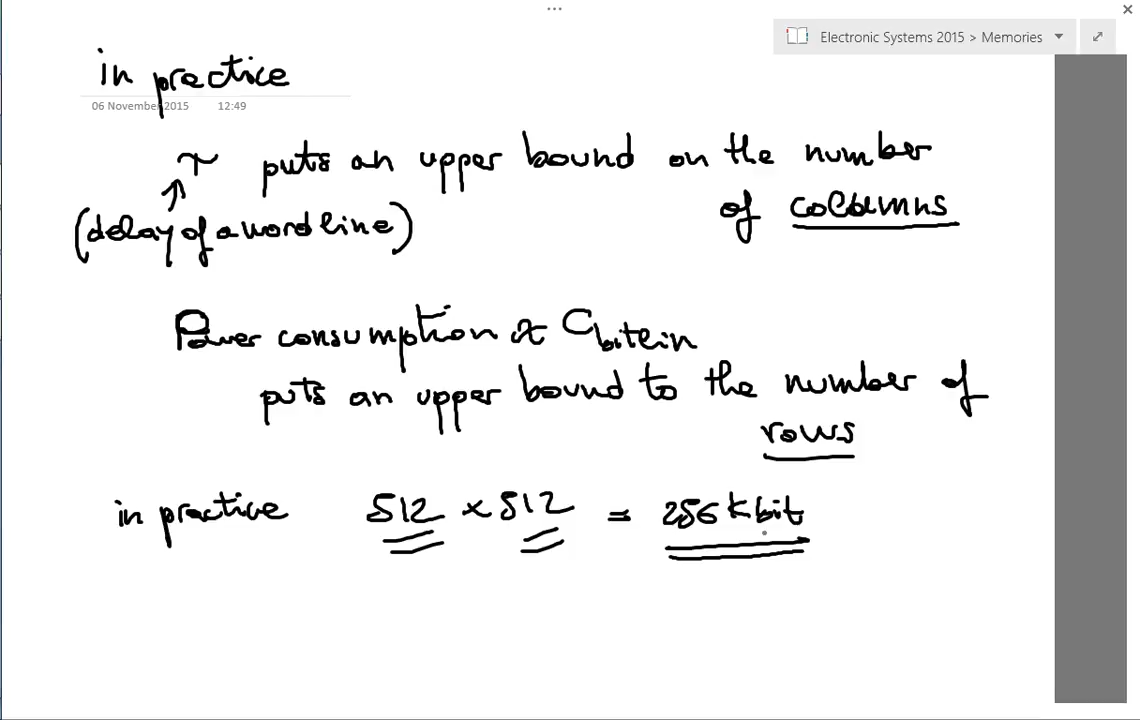 Electronic Systems 2015 > Memories
in practice
06 November 2015 12:49
τ puts an upper bound on the number
of columns
(delay of a word line)
Power consumption ∝ Cbitlin
puts an upper bound to the number of
rows
in practice 512 × 512 = 256 Kbit